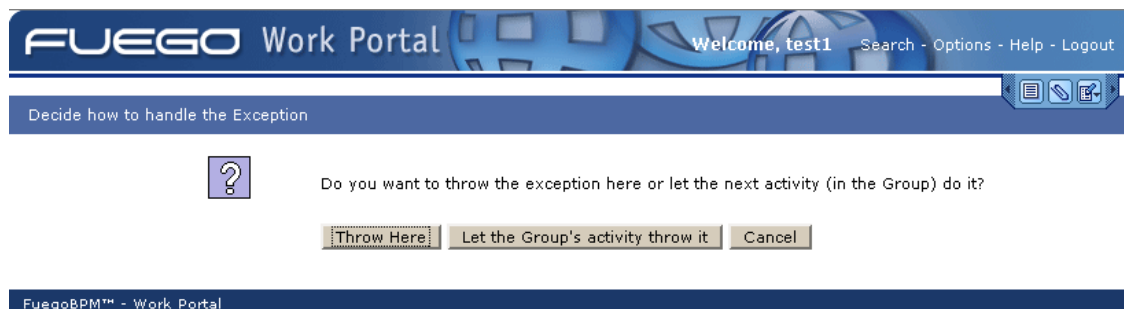 FUEGO Work Portal
Welcome, test1 Search - Options - Help - Logout
Decide how to handle the Exception
Do you want to throw the exception here or let the next activity (in the Group) do it?
Throw Here Let the Group's activity throw it Cancel
FuegoBPM™ - Work Portal